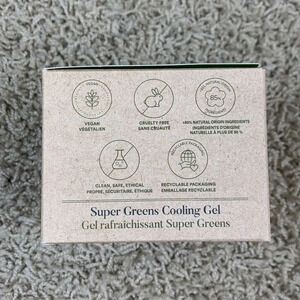 VEGAN
VÉGÉTALIEN
CRUELTY FREE
SANS CRUAUTÉ
85%
+85% NATURAL ORIGIN INGREDIENTS
INGRÉDIENTS D'ORIGINE
NATURELLE À PLUS DE 85 %
CLEAN, SAFE, ETHICAL
PROPRE, SÉCURITAIRE, ÉTHIQUE
RECYCLABLE PACKAGING
EMBALLAGE RECYCLABLE
Super Greens Cooling Gel
Gel rafraîchissant Super Greens